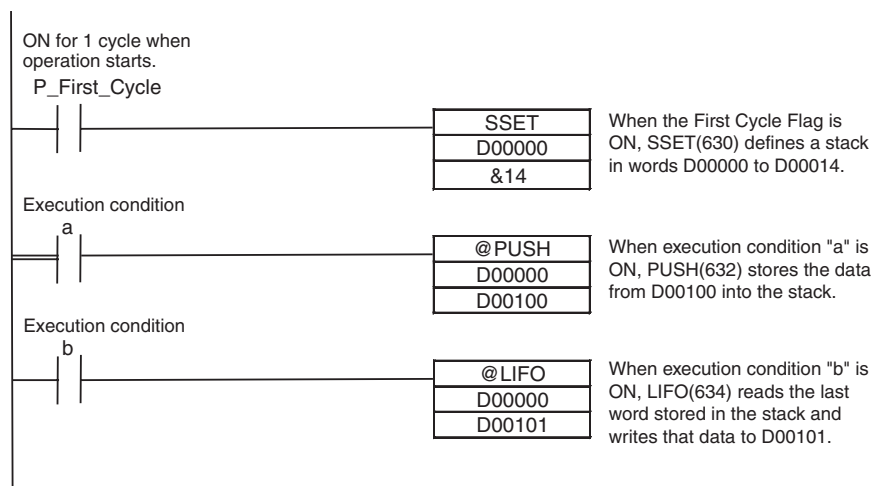 ON for 1 cycle when
operation starts.
P_First_Cycle
SSET
D00000
&14
When the First Cycle Flag is
ON, SSET(630) defines a stack
in words D00000 to D00014.
Execution condition
a
@PUSH
D00000
D00100
When execution condition "a" is
ON, PUSH(632) stores the data
from D00100 into the stack.
Execution condition
b
@LIFO
D00000
D00101
When execution condition "b" is
ON, LIFO(634) reads the last
word stored in the stack and
writes that data to D00101.